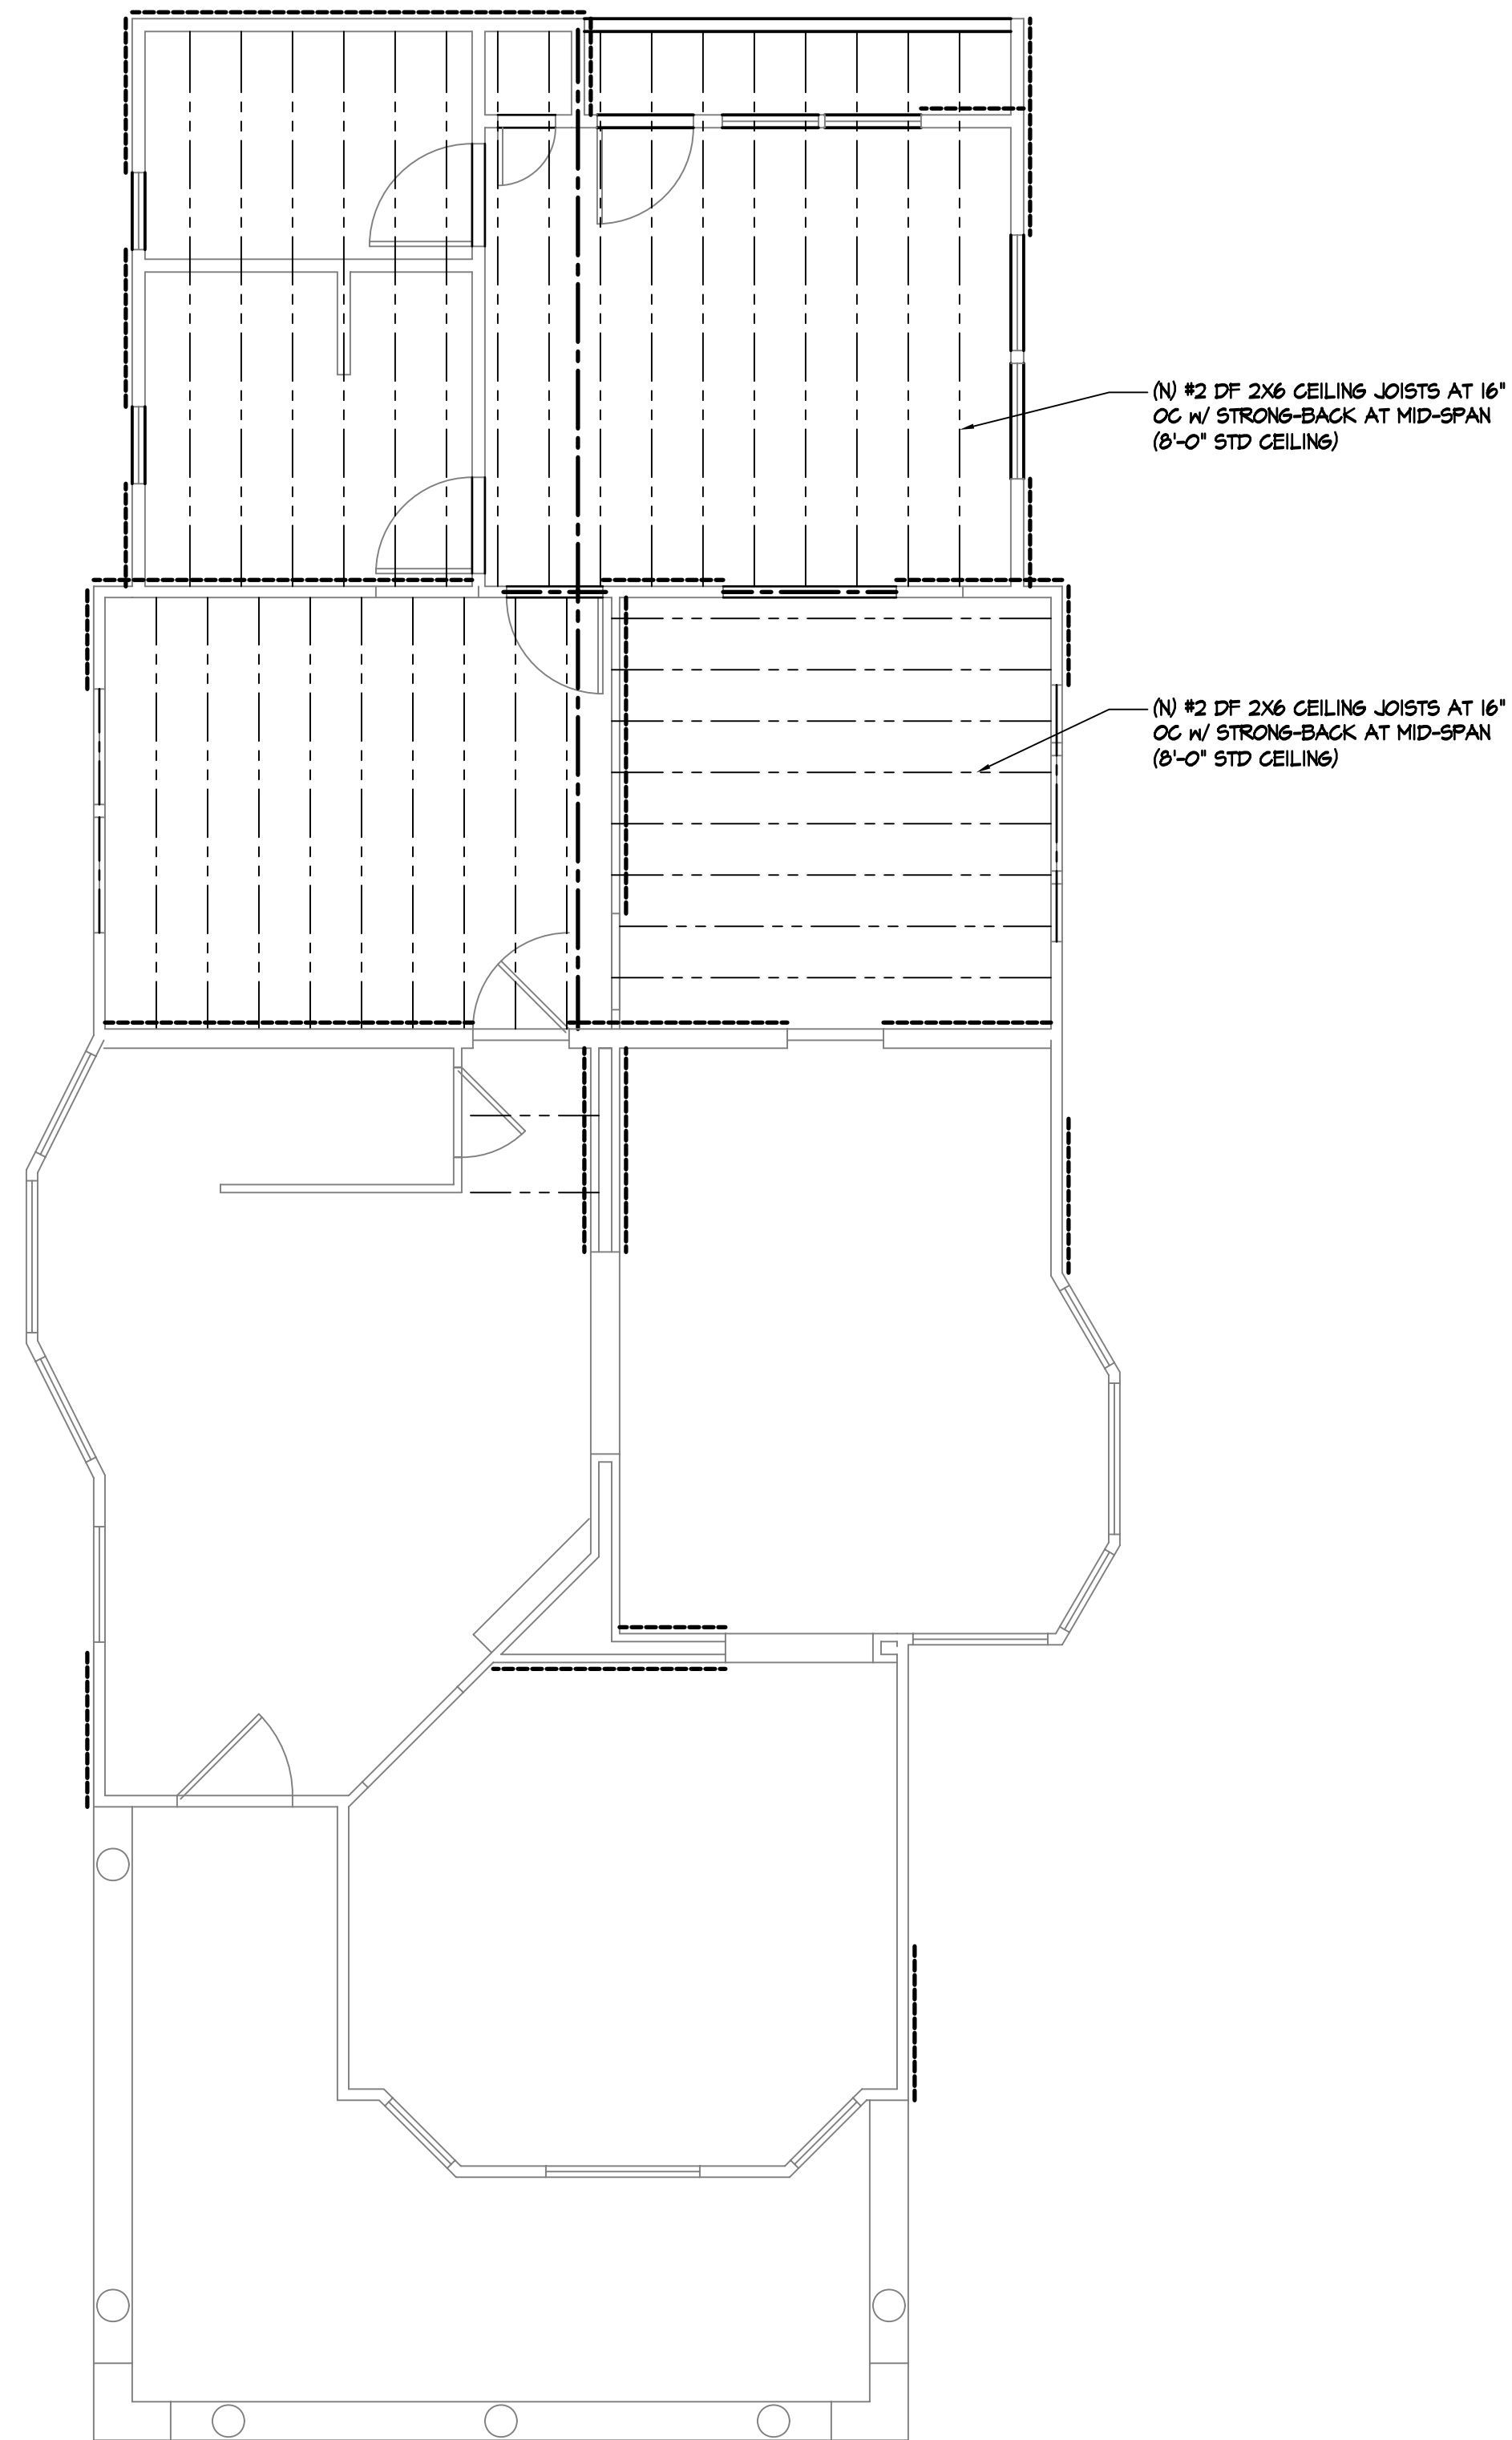 (N) #2 DF 2X6 CEILING JOISTS AT 16"
OC w/ STRONG-BACK AT MID-SPAN
(8'-0" STD CEILING)
(N) #2 DF 2X6 CEILING JOISTS AT 16"
OC w/ STRONG-BACK AT MID-SPAN
(8'-0" STD CEILING)